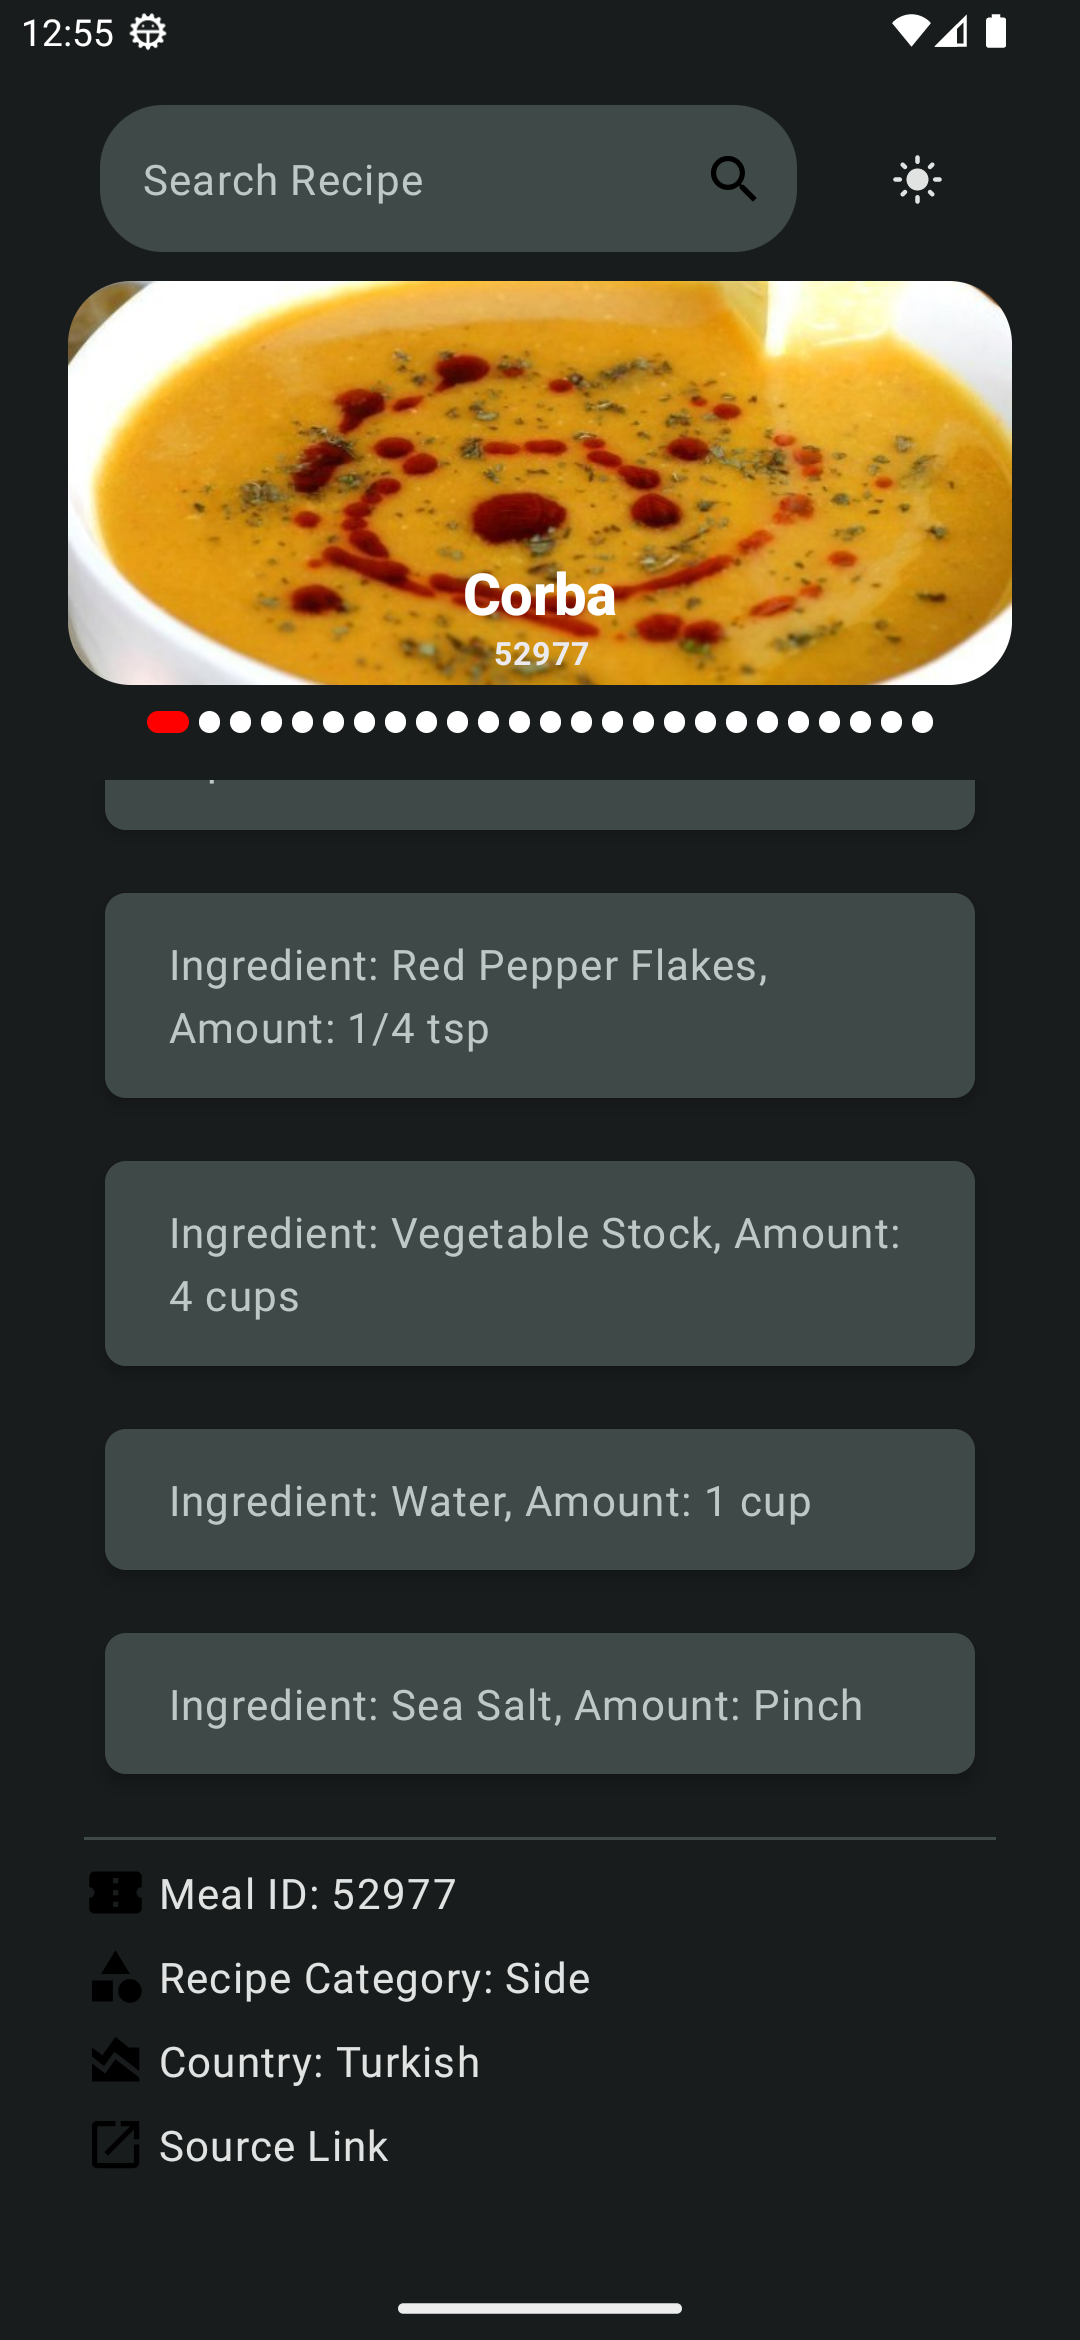 12:55
Search Recipe
Corba
52977
Ingredient: Red Pepper Flakes,
Amount: 1/4 tsp
Ingredient: Vegetable Stock, Amount:
4 cups
Ingredient: Water, Amount: 1 cup
Ingredient: Sea Salt, Amount: Pinch
Meal ID: 52977
Recipe Category: Side
Country: Turkish
Source Link